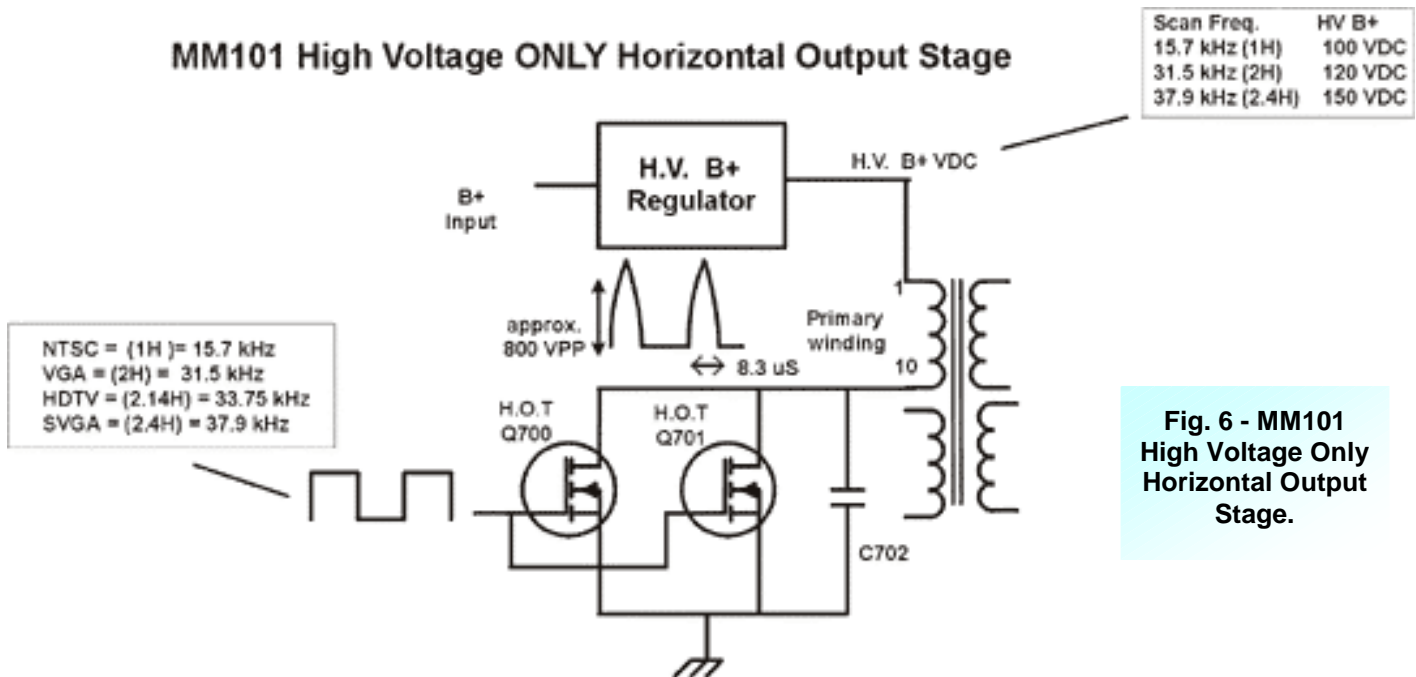 MM101 High Voltage ONLY Horizontal Output Stage
Scan Freq. HV B+
15.7 kHz (1H) 100 VDC
31.5 kHz (2H) 120 VDC
37.9 kHz (2.4H) 150 VDC
H.V. B+
Regulator
H.V. B+ VDC
B+
Input
approx.
800 VPP
8.3 uS
Primary
winding
1
10
NTSC = (1H )= 15.7 kHz
VGA = (2H) = 31.5 kHz
HDTV = (2.14H) = 33.75 kHz
SVGA = (2.4H) = 37.9 kHz
H.O.T
Q700
H.O.T
Q701
C702
Fig. 6 - MM101
High Voltage Only
Horizontal Output
Stage.